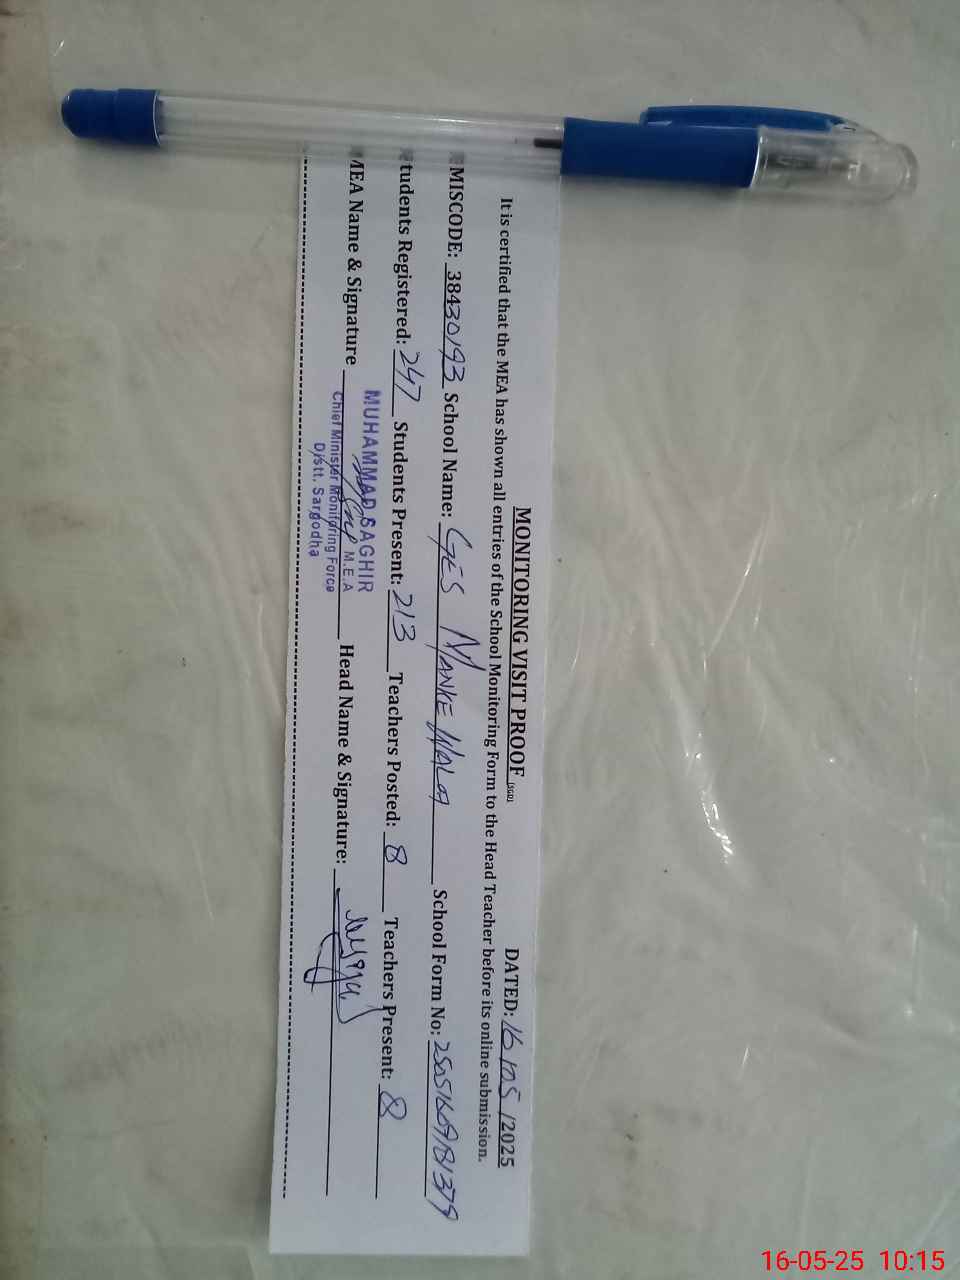 MONITORING VISIT PROOF (SGD) DATED: 16/05/2025
It is certified that the MEA has shown all entries of the School Monitoring Form to the Head Teacher before its online submission.
MISCODE: 38430193 School Name: GES MANKE WALA School Form No:
tudents Registered: 247 Students Present: 213 Teachers Posted: 8 Teachers Present: 8
MEA Name & Signature Head Name & Signature:
MUHAMMAD SAGHIR
M.E.A
Chief Minister Monitoring Force
Distt. Sargodha
16-05-25 10:15